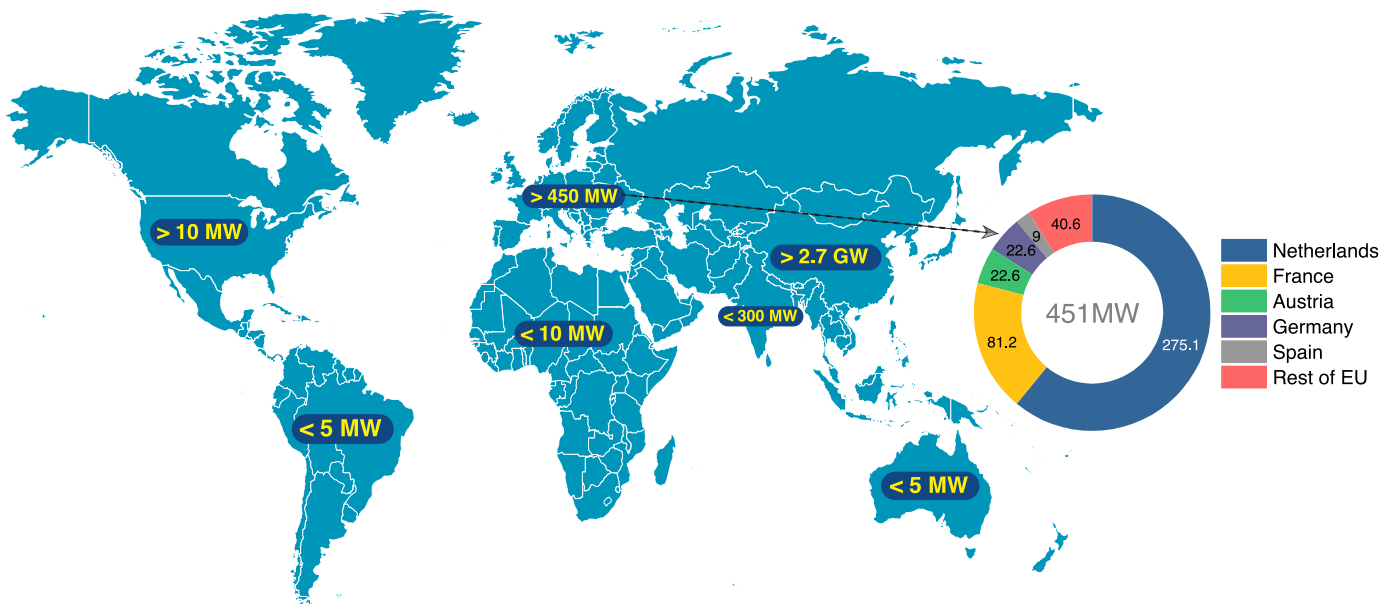 > 450 MW
> 10 MW
> 2.7 GW
< 300 MW
< 10 MW
< 5 MW
< 5 MW
40.6
9
22.6
22.6
81.2
275.1
451MW
Netherlands
France
Austria
Germany
Spain
Rest of EU